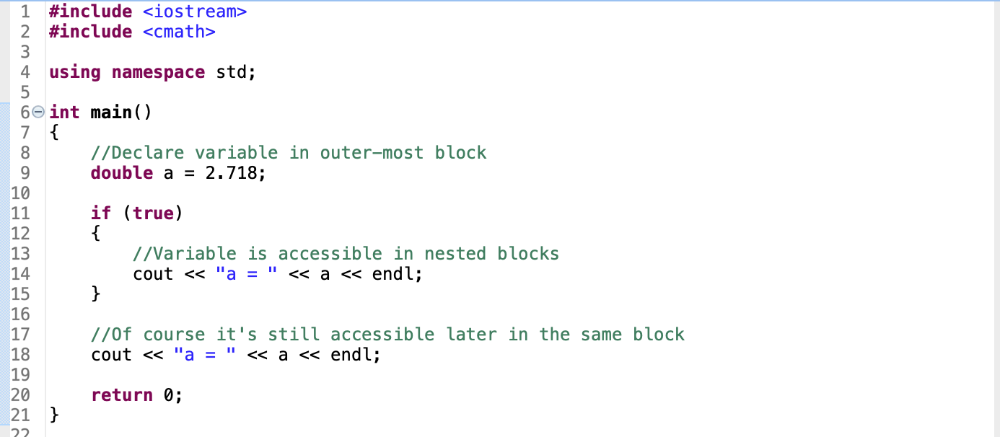 1 #include <iostream>
2 #include <cmath>
3
4 using namespace std;
5
6 int main()
7 {
8     //Declare variable in outer-most block
9     double a = 2.718;
10
11     if (true)
12     {
13         //Variable is accessible in nested blocks
14         cout << "a = " << a << endl;
15     }
16
17     //Of course it's still accessible later in the same block
18     cout << "a = " << a << endl;
19
20     return 0;
21 }
22